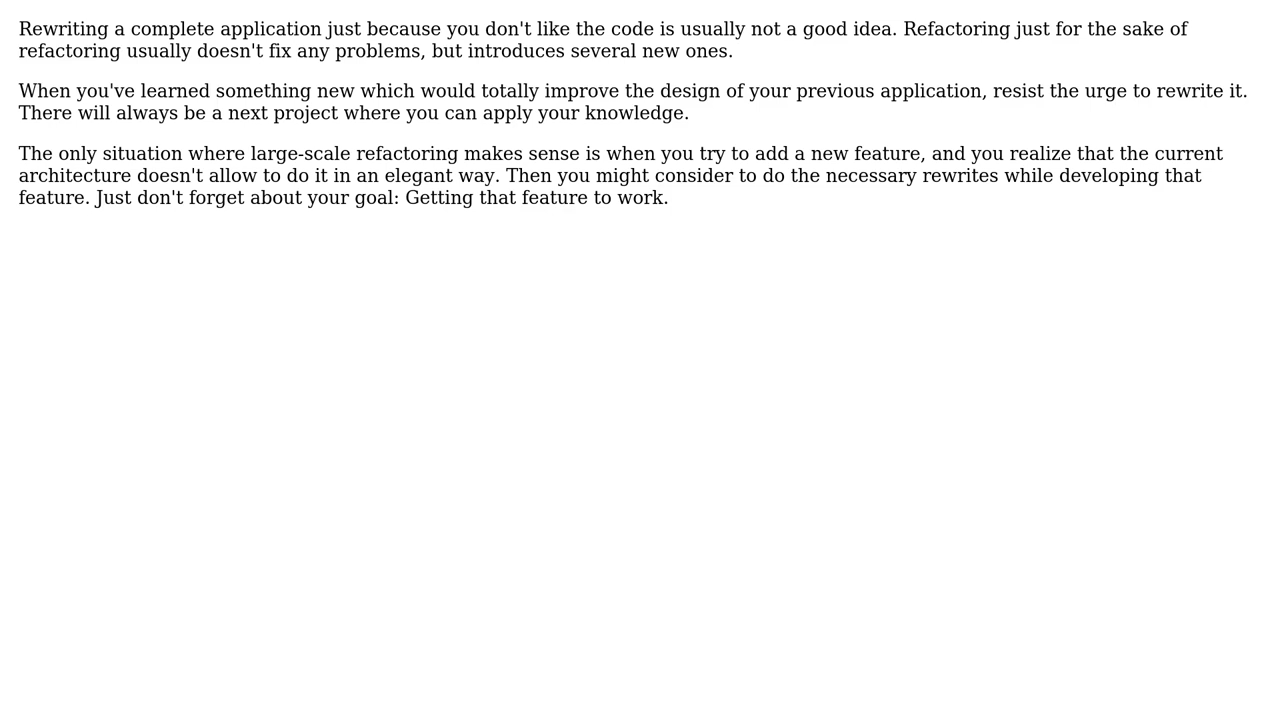 Rewriting a complete application just because you don't like the code is usually not a good idea. Refactoring just for the sake of
refactoring usually doesn't fix any problems, but introduces several new ones.
When you've learned something new which would totally improve the design of your previous application, resist the urge to rewrite it.
There will always be a next project where you can apply your knowledge.
The only situation where large-scale refactoring makes sense is when you try to add a new feature, and you realize that the current
architecture doesn't allow to do it in an elegant way. Then you might consider to do the necessary rewrites while developing that
feature. Just don't forget about your goal: Getting that feature to work.